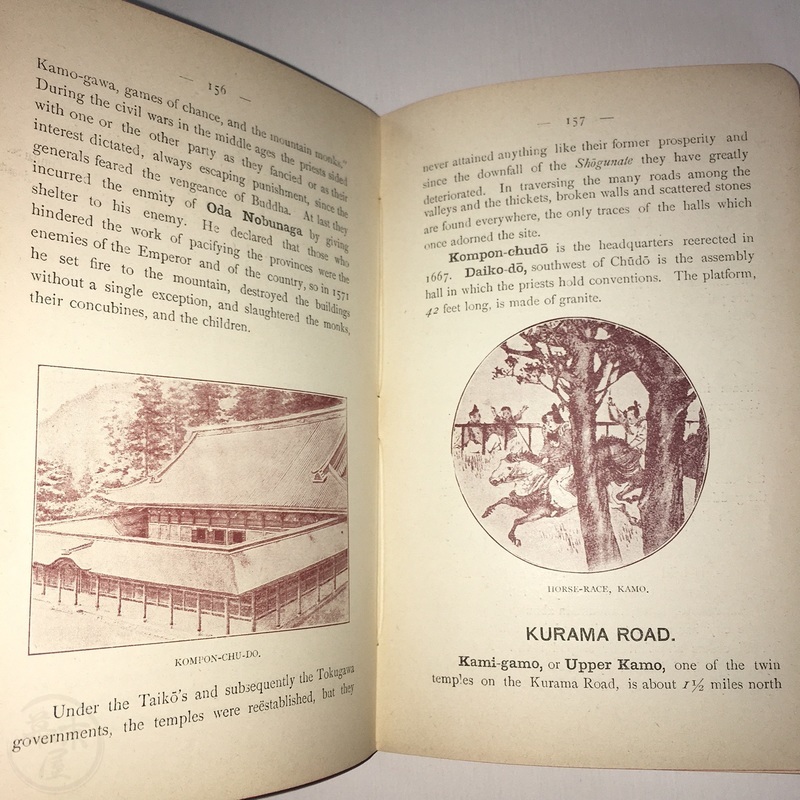 — 156 —
Kamo-gawa, games of chance, and the mountain monks."
During the civil wars in the middle ages the priests sided
with one or the other party as they fancied or as their
interest dictated, always escaping punishment, since the
generals feared the vengeance of Buddha. At last they
incurred the enmity of Oda Nobunaga by giving
shelter to his enemy. He declared that those who
hindered the work of pacifying the provinces were the
enemies of the Emperor and of the country, so in 1571
he set fire to the mountain, destroyed the buildings
without a single exception, and slaughtered the monks,
their concubines, and the children.
KOMPON-CHU-DO.
Under the Taikō's and subsequently the Tokugawa
governments, the temples were reëstablished, but they
— 157 —
never attained anything like their former prosperity and
since the downfall of the Shōgunate they have greatly
deteriorated. In traversing the many roads among the
valleys and the thickets, broken walls and scattered stones
are found everywhere, the only traces of the halls which
once adorned the site.
Kompon-chudō is the headquarters reerected in
1667. Daiko-dō, southwest of Chūdō is the assembly
hall in which the priests hold conventions. The platform,
42 feet long, is made of granite.
HORSE-RACE, KAMO.
KURAMA ROAD.
Kami-gamo, or Upper Kamo, one of the twin
temples on the Kurama Road, is about 1½ miles north